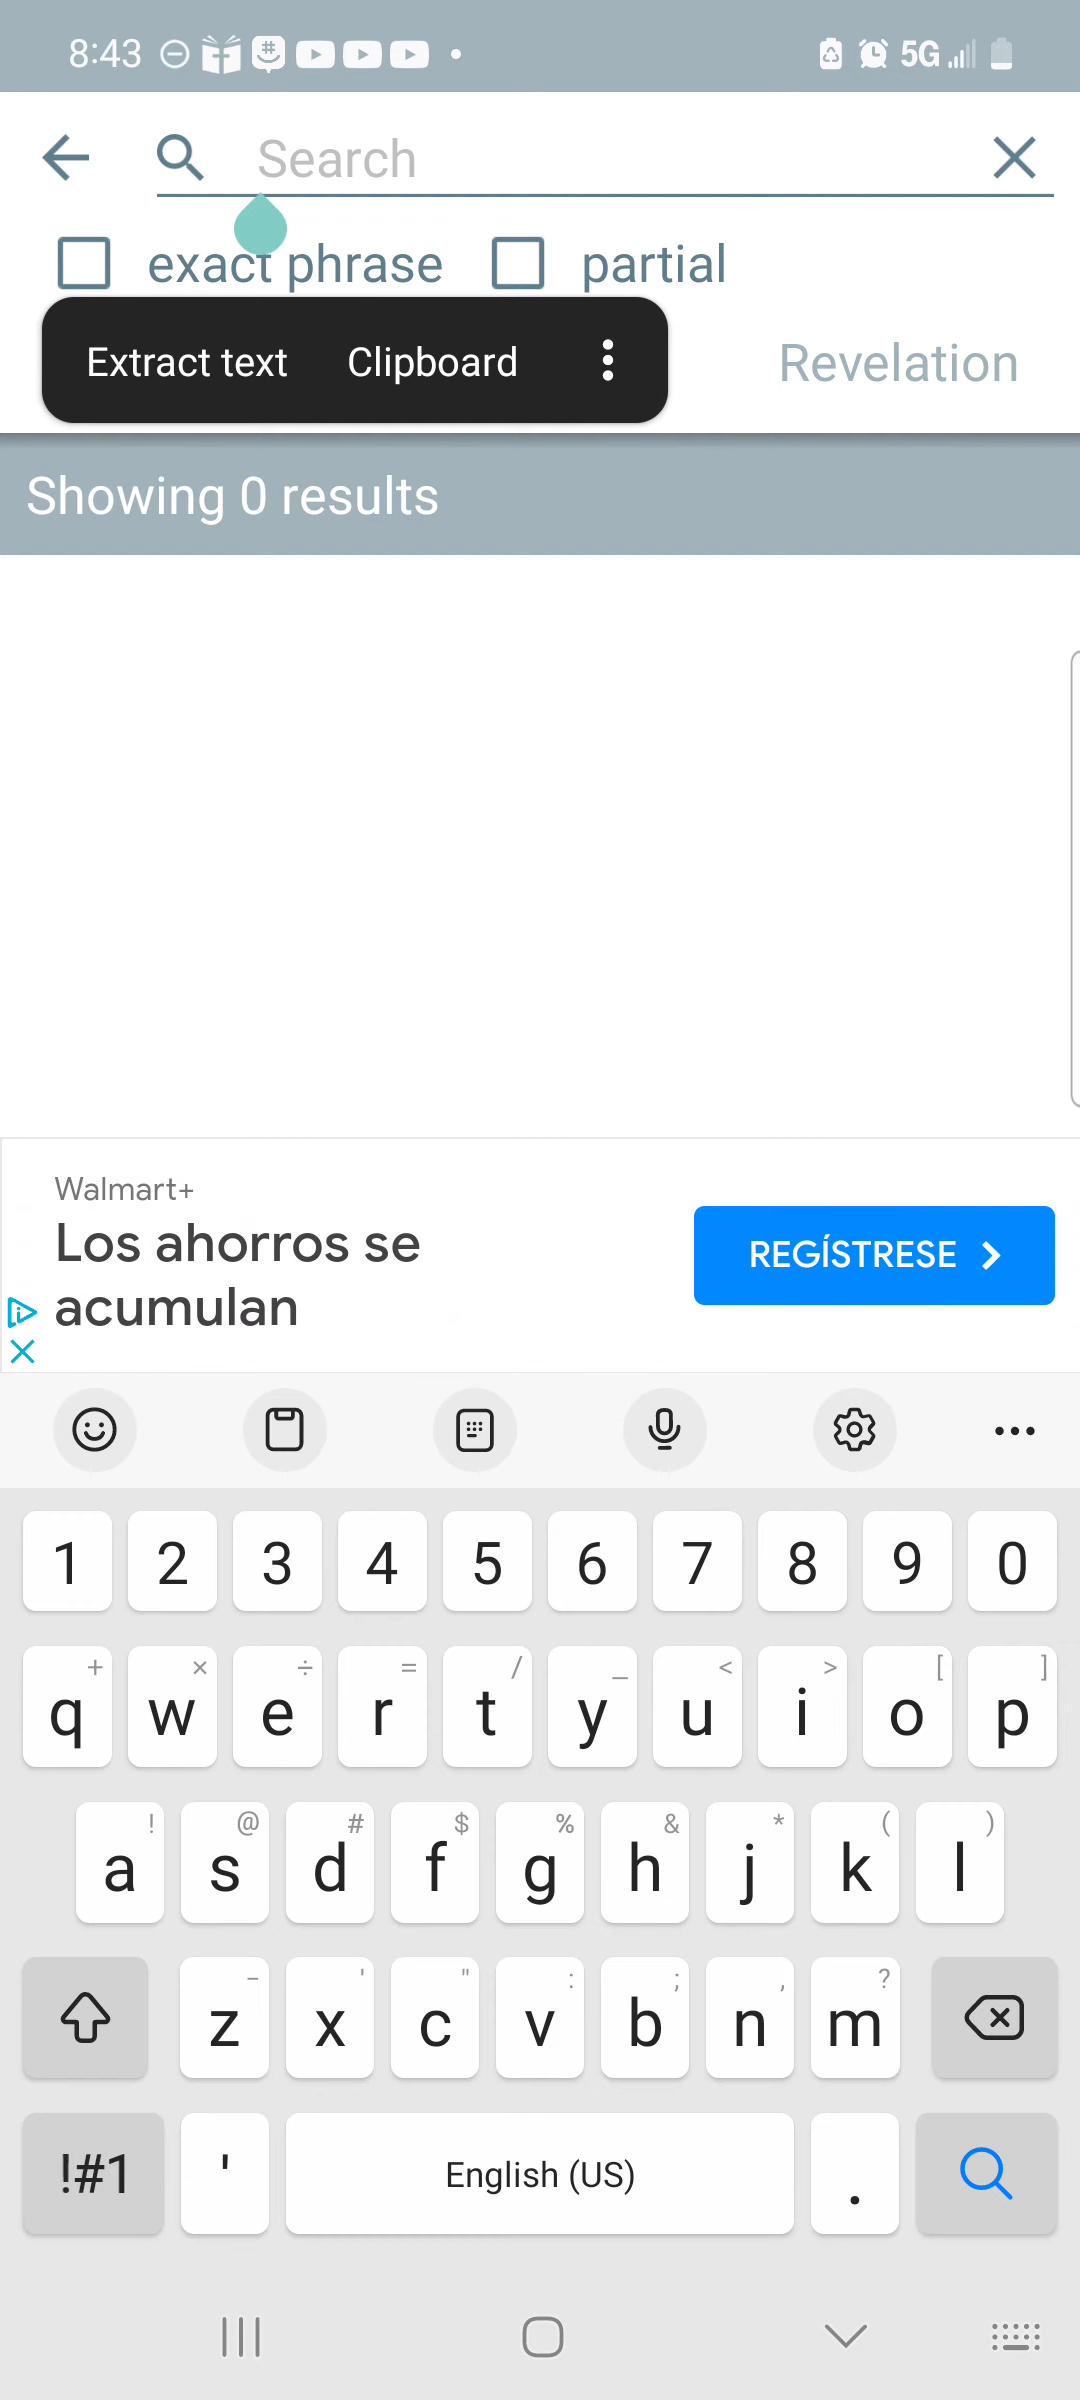 8:43 5G
Search
exact phrase partial
Extract text Clipboard Revelation
Showing 0 results
Walmart+
Los ahorros se
acumulan
REGÍSTRESE
1 2 3 4 5 6 7 8 9 0
+ × ÷ = / _ < > [ ]
q w e r t y u i o p
! @ # $ % & * ( )
a s d f g h j k l
- ' " : ; , ?
z x c v b n m
!#1 ' English (US) .